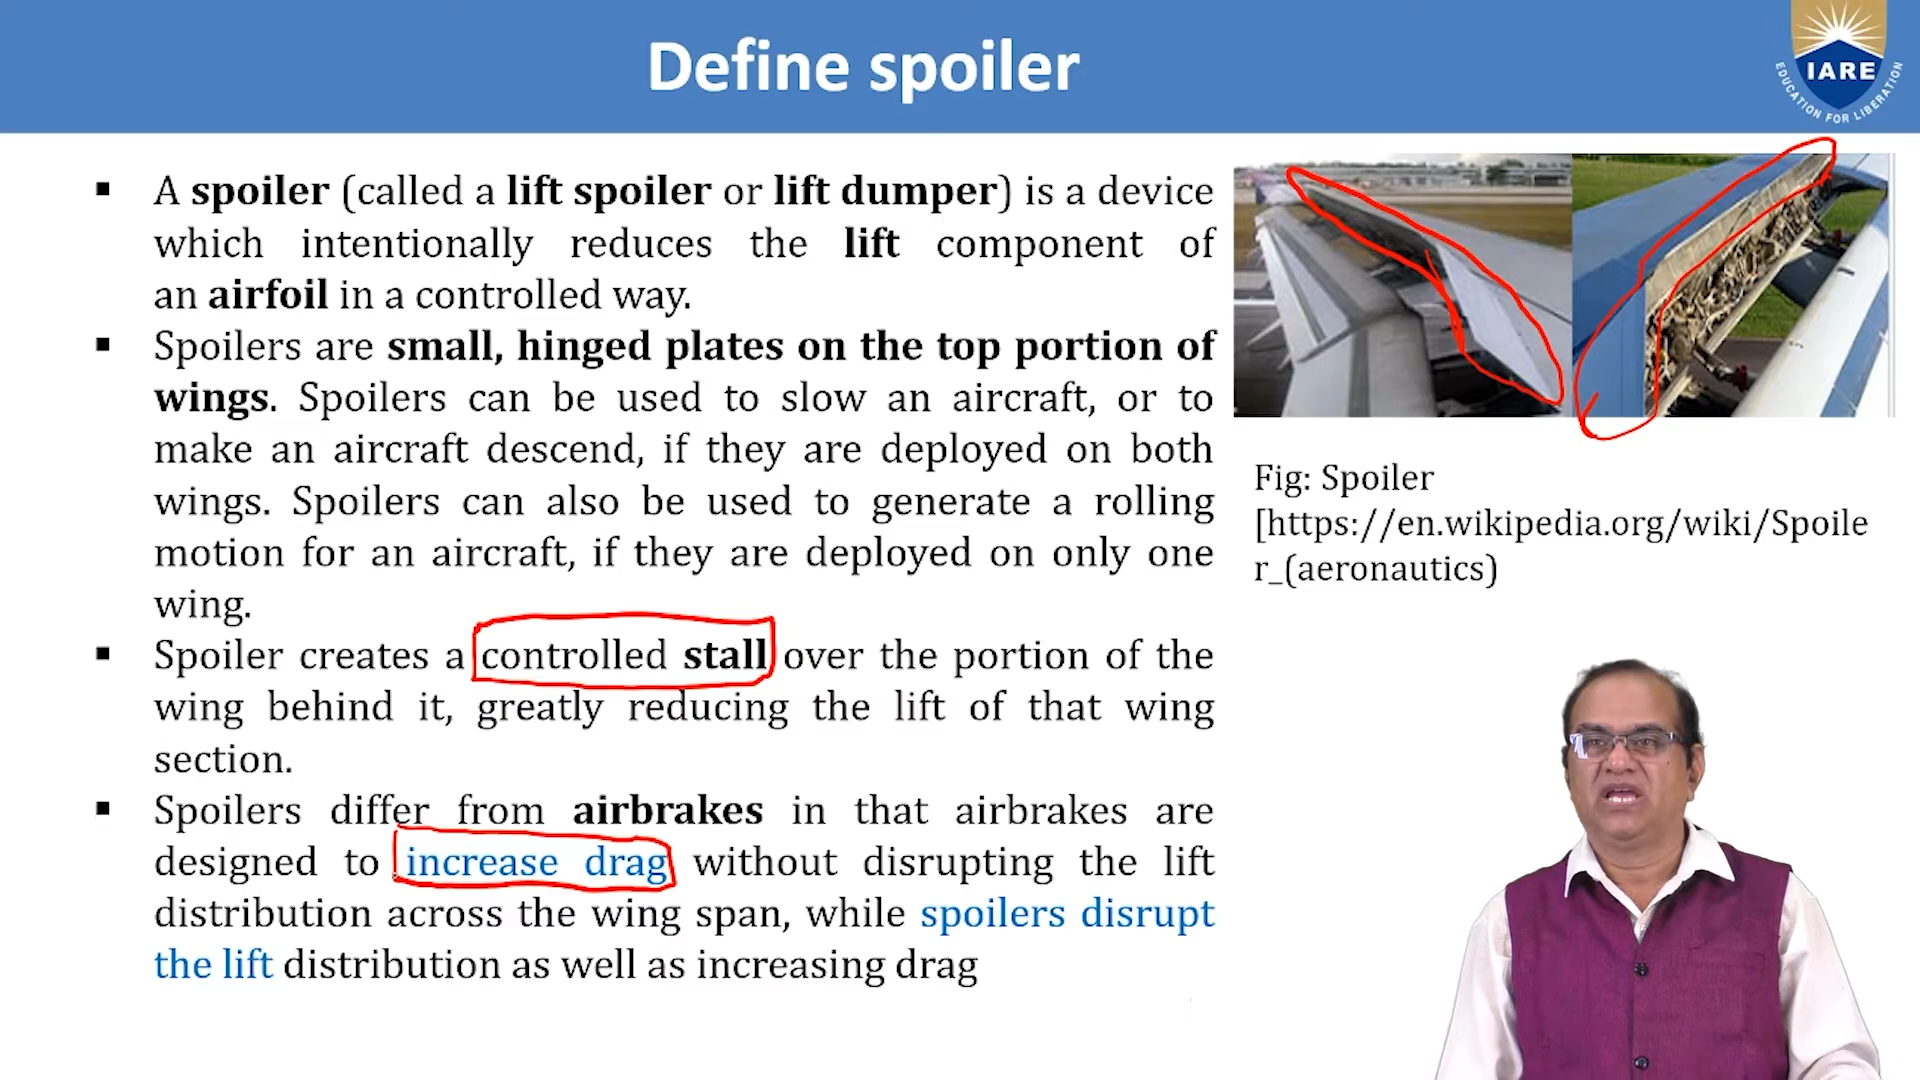 Define spoiler
IARE
EDUCATION FOR LIBERATION
▪ A spoiler (called a lift spoiler or lift dumper) is a device
which intentionally reduces the lift component of
an airfoil in a controlled way.
▪ Spoilers are small, hinged plates on the top portion of
wings. Spoilers can be used to slow an aircraft, or to
make an aircraft descend, if they are deployed on both
wings. Spoilers can also be used to generate a rolling
motion for an aircraft, if they are deployed on only one
wing.
▪ Spoiler creates a controlled stall over the portion of the
wing behind it, greatly reducing the lift of that wing
section.
▪ Spoilers differ from airbrakes in that airbrakes are
designed to increase drag without disrupting the lift
distribution across the wing span, while spoilers disrupt
the lift distribution as well as increasing drag
Fig: Spoiler
[https://en.wikipedia.org/wiki/Spoile
r_(aeronautics)